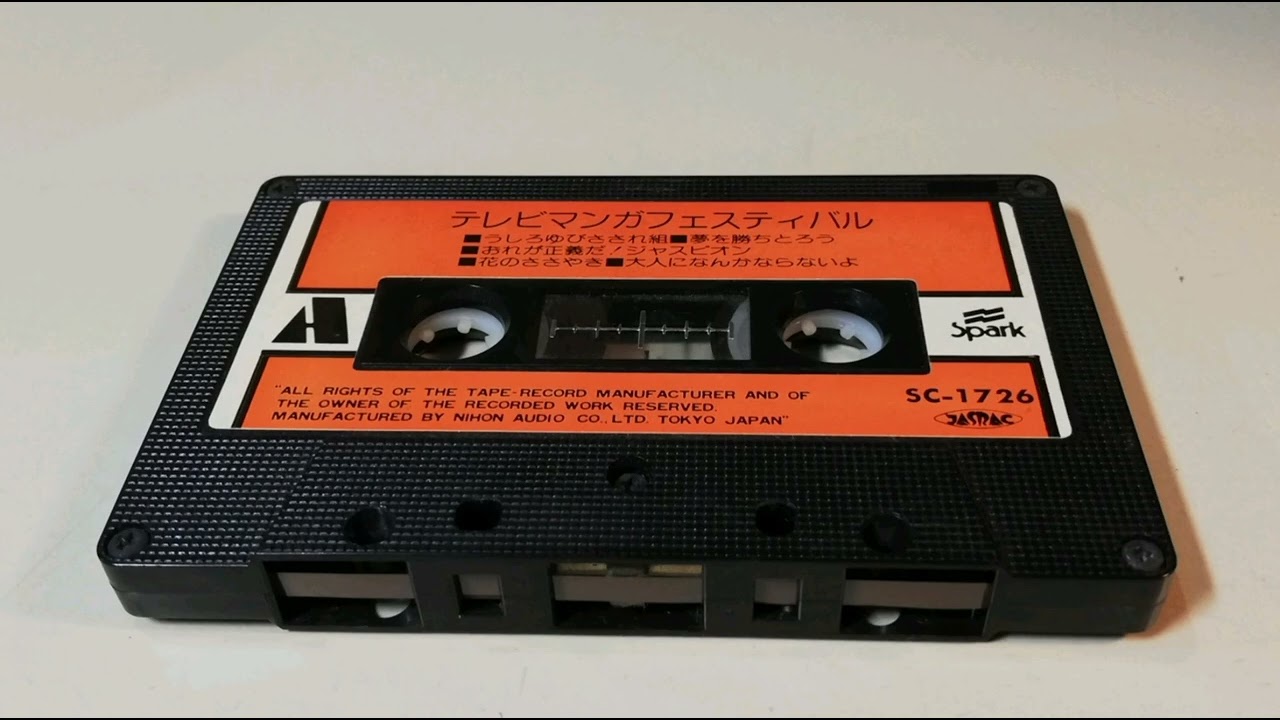 テレビマンガフェスティバル
■うしろゆびさされ組■夢を勝ちとろう
■おれが正義だ!ジャスピオン
■花のささやき■大人になんかならないよ
A
Spark
"ALL RIGHTS OF THE TAPE-RECORD MANUFACTURER AND OF
THE OWNER OF THE RECORDED WORK RESERVED.
MANUFACTURED BY NIHON AUDIO CO., LTD. TOKYO JAPAN"
SC-1726
JASRAC